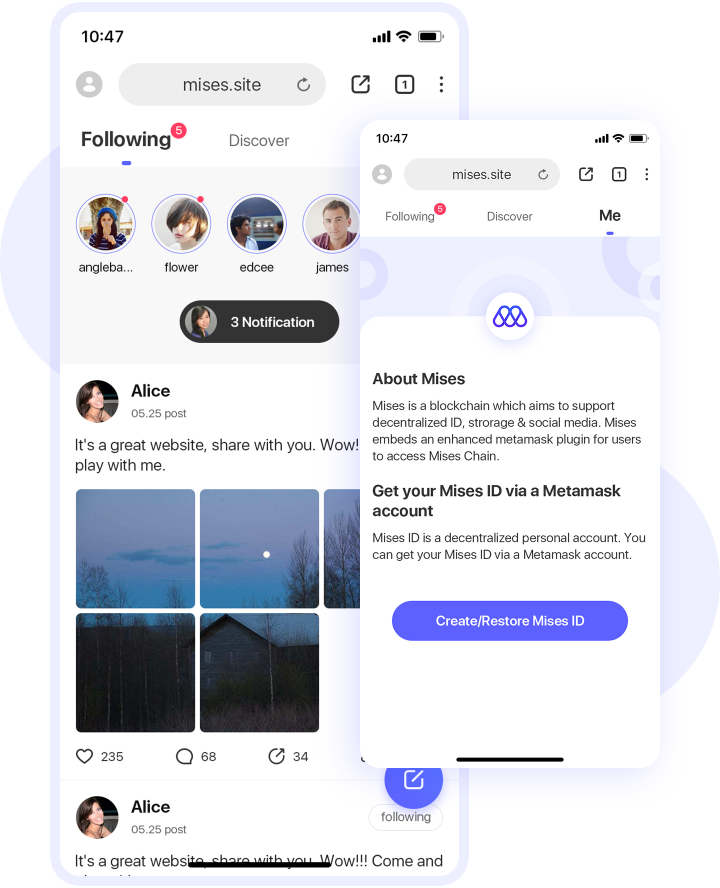 10:47
mises.site
1
Following 5
Discover
angleba...
flower
edcee
james
3 Notification
Alice
05.25 post
It's a great website, share with you. Wow!
play with me.
235
68
34
Alice
05.25 post
following
It's a great website, share with you. Wow!!! Come and
10:47
mises.site
1
Following 5
Discover
Me
About Mises
Mises is a blockchain which aims to support
decentralized ID, strorage & social media. Mises
embeds an enhanced metamask plugin for users
to access Mises Chain.
Get your Mises ID via a Metamask
account
Mises ID is a decentralized personal account. You
can get your Mises ID via a Metamask account.
Create/Restore Mises ID